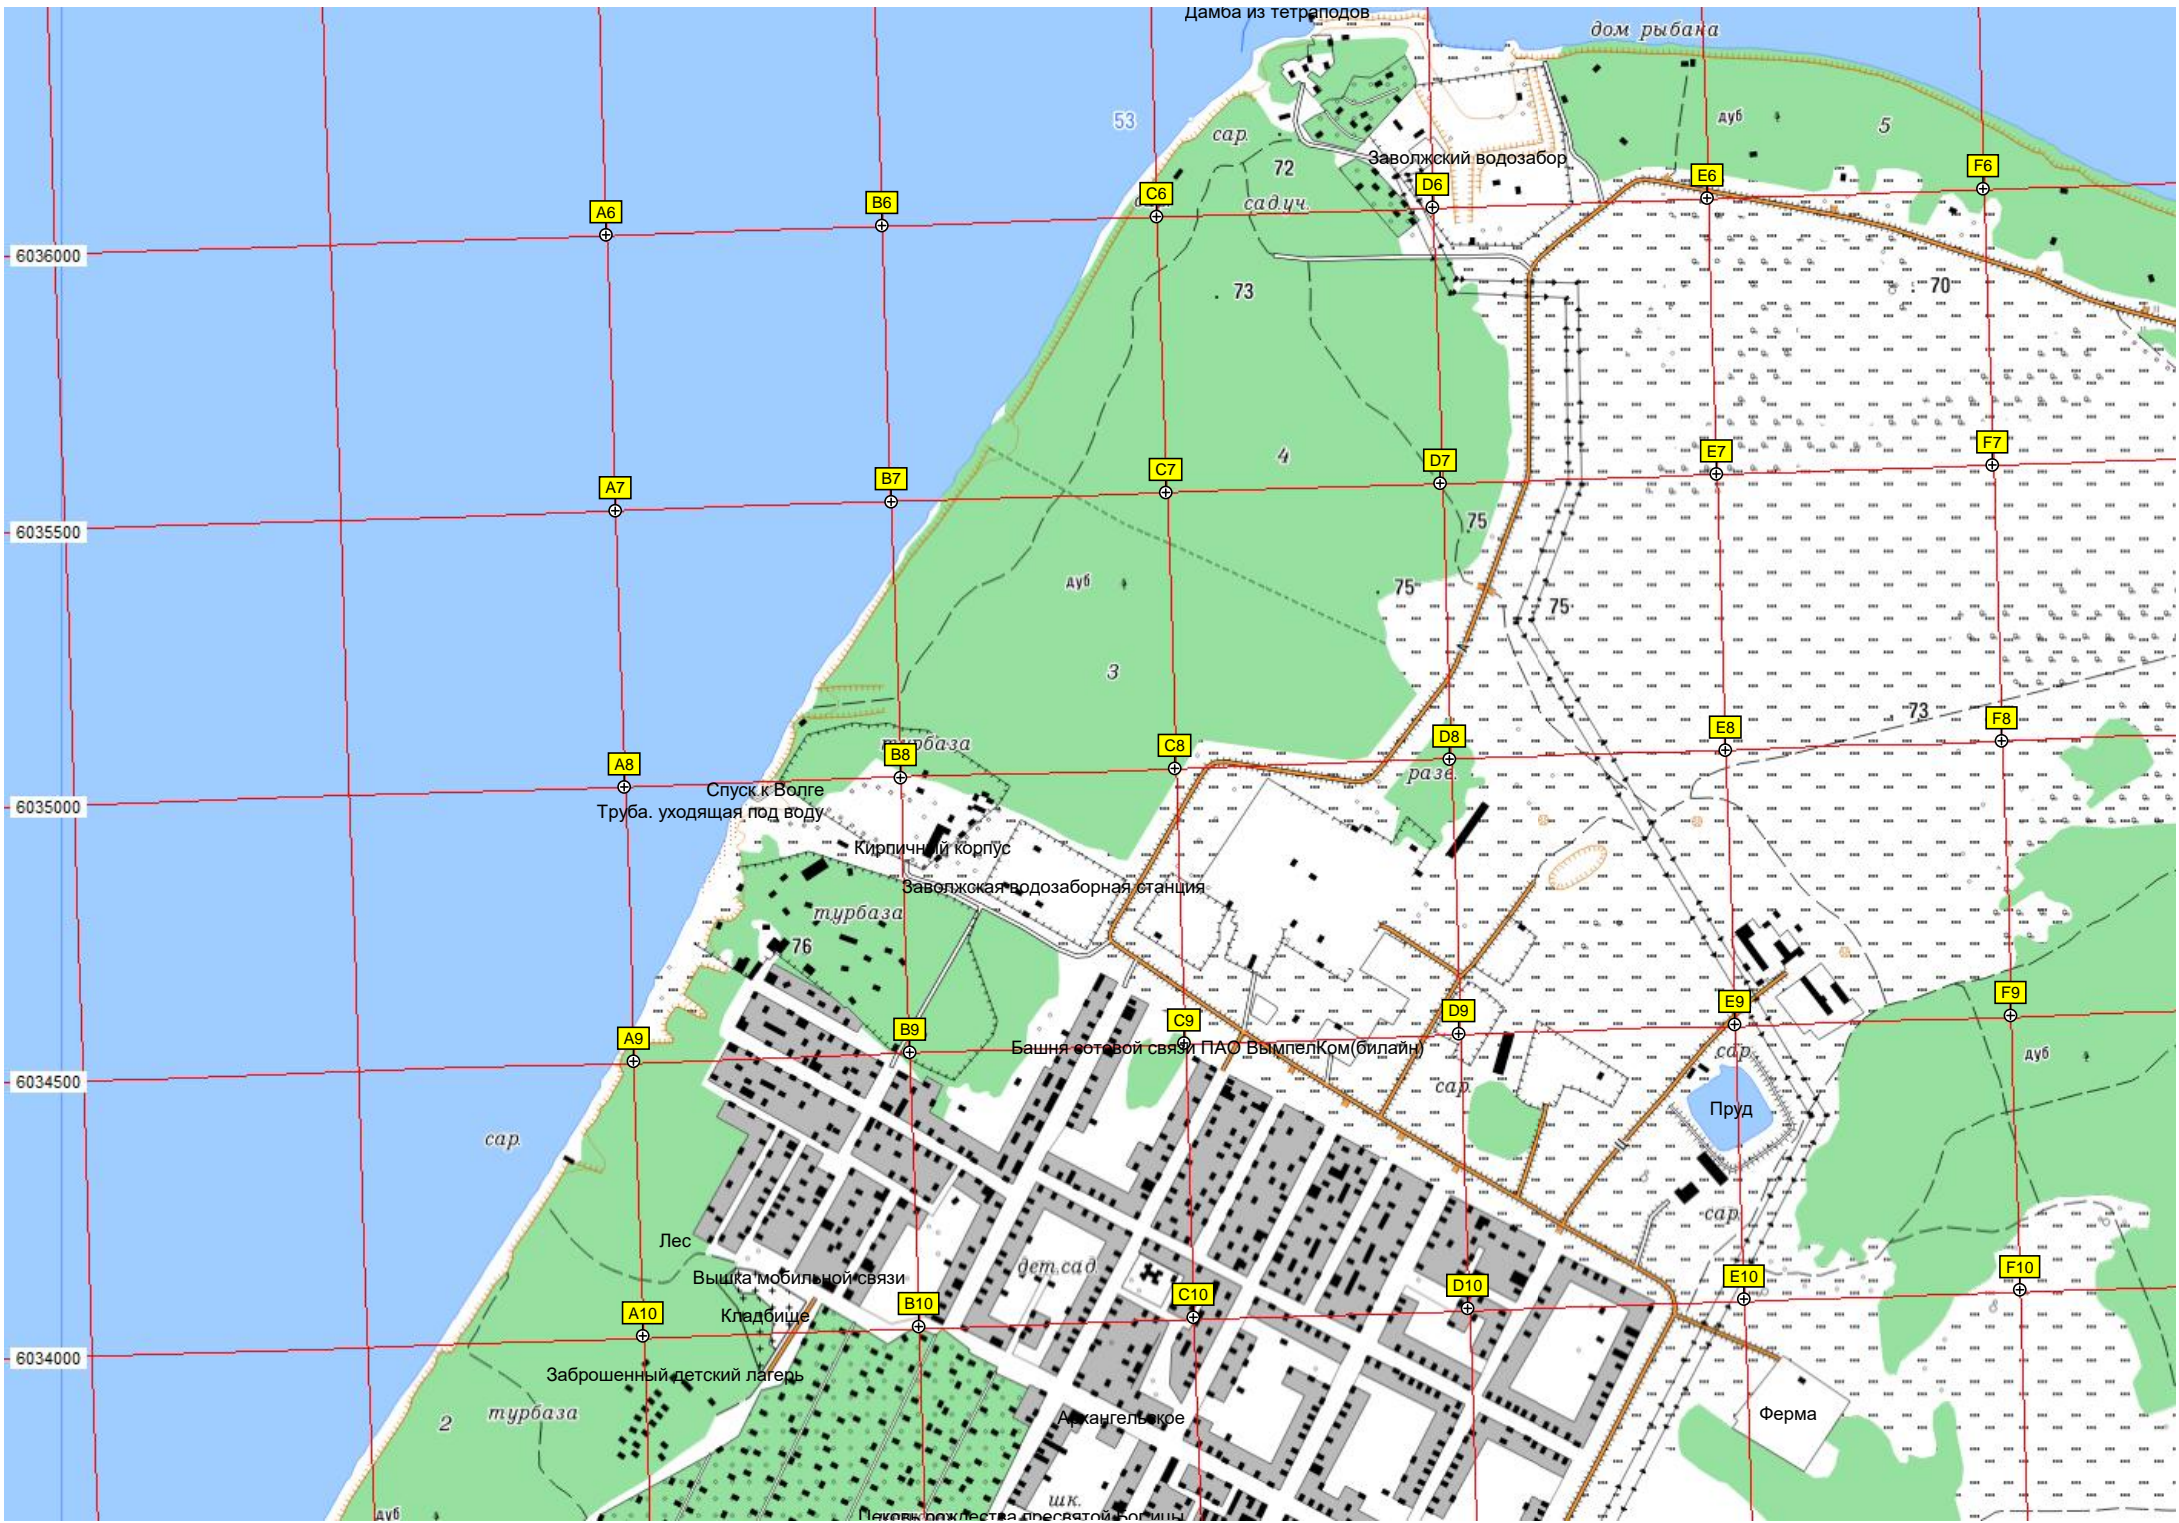 Дамба из тетраподов
дом рыбака
53
сар.
дуб
5
72
Заволжский водозабор
A6
B6
C6
D6
E6
F6
сад.уч.
6036000
73
70
4
A7
B7
C7
D7
E7
F7
6035500
75
дуб
75
75
3
73
турбаза
A8
B8
C8
D8
E8
F8
разв.
Спуск к Волге
6035000
Труба. уходящая под воду
Кирпичный корпус
Заволжская водозаборная станция
турбаза
76
A9
B9
C9
D9
E9
F9
Башня сотовой связи ПАО ВымпелКом(билайн)
сар.
дуб
6034500
сар.
Пруд
сар.
сар.
Лес
дет.сад.
Вышка мобильной связи
A10
B10
C10
D10
E10
F10
Кладбище
6034000
Заброшенный детский лагерь
турбаза
2
Архангельское
Ферма
шк.
дуб
Церковь рождества пресвятой